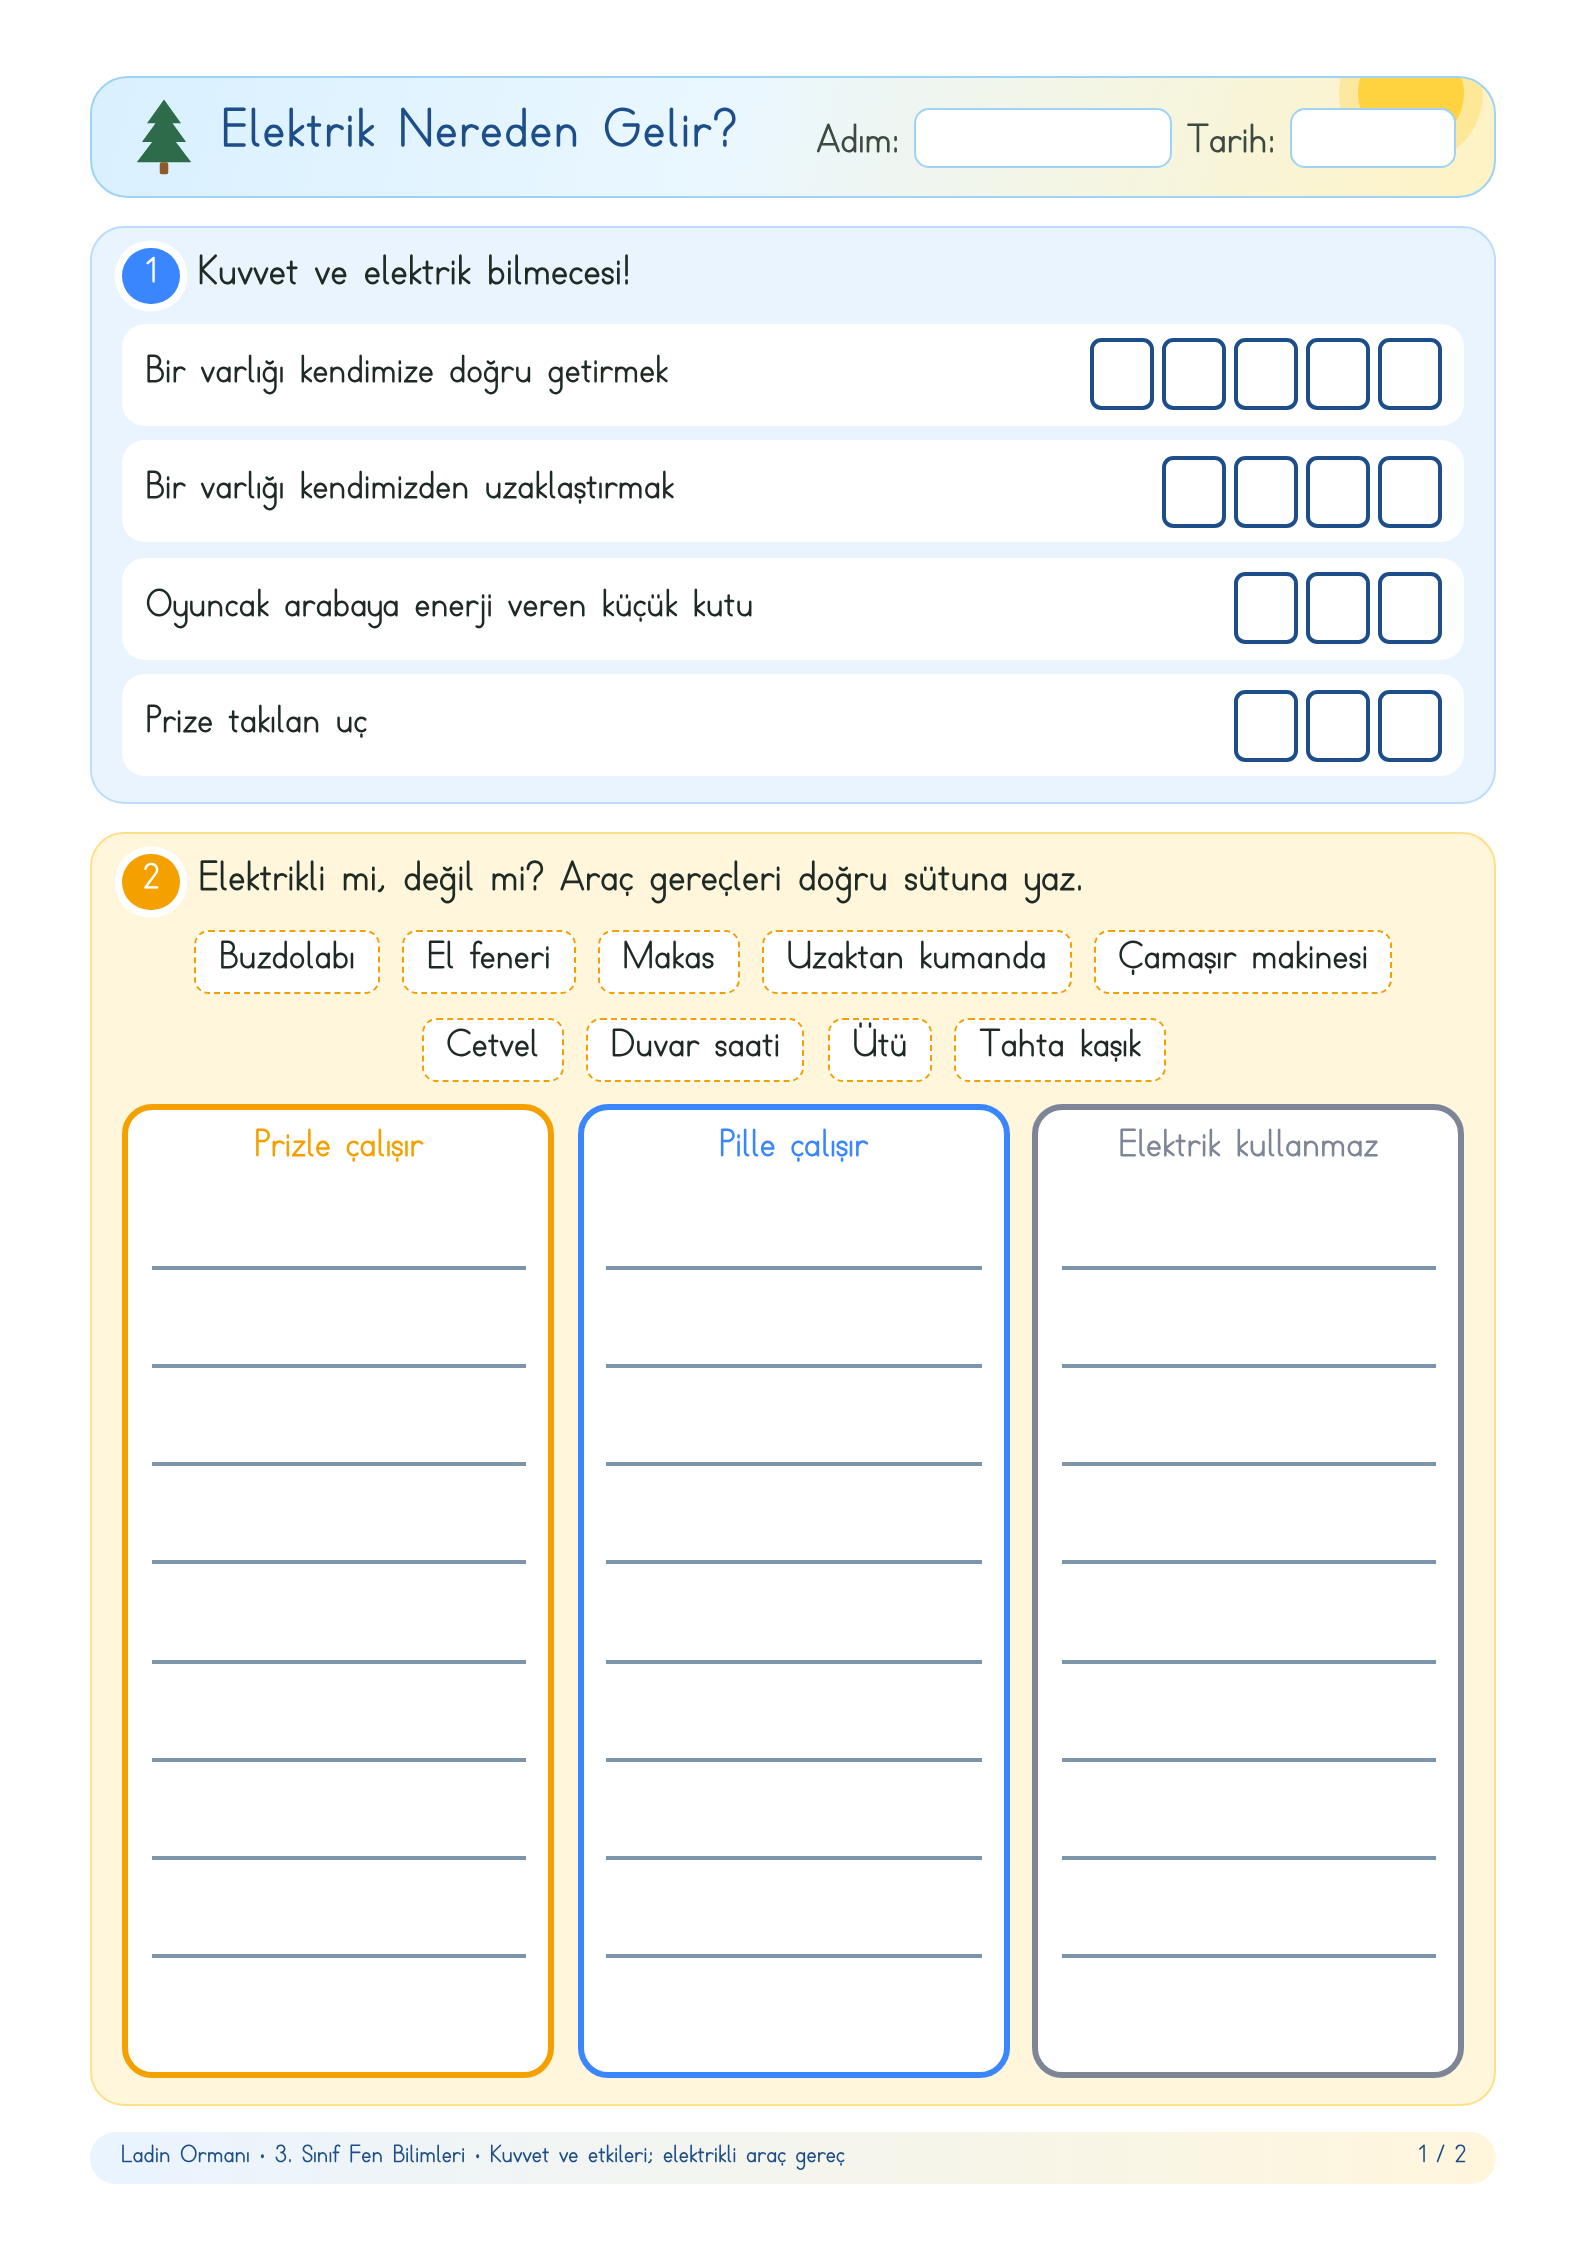 Elektrik Nereden Gelir?
Adım:
Tarih:
1
Kuvvet ve elektrik bilmecesi!
Bir varlığı kendimize doğru getirmek
Bir varlığı kendimizden uzaklaştırmak
Oyuncak arabaya enerji veren küçük kutu
Prize takılan uç
2
Elektrikli mi, değil mi? Araç gereçleri doğru sütuna yaz.
Buzdolabı
El feneri
Makas
Uzaktan kumanda
Çamaşır makinesi
Cetvel
Duvar saati
Ütü
Tahta kaşık
Prizle çalışır
Pille çalışır
Elektrik kullanmaz
Ladin Ormanı • 3. Sınıf Fen Bilimleri • Kuvvet ve etkileri; elektrikli araç gereç
1 / 2